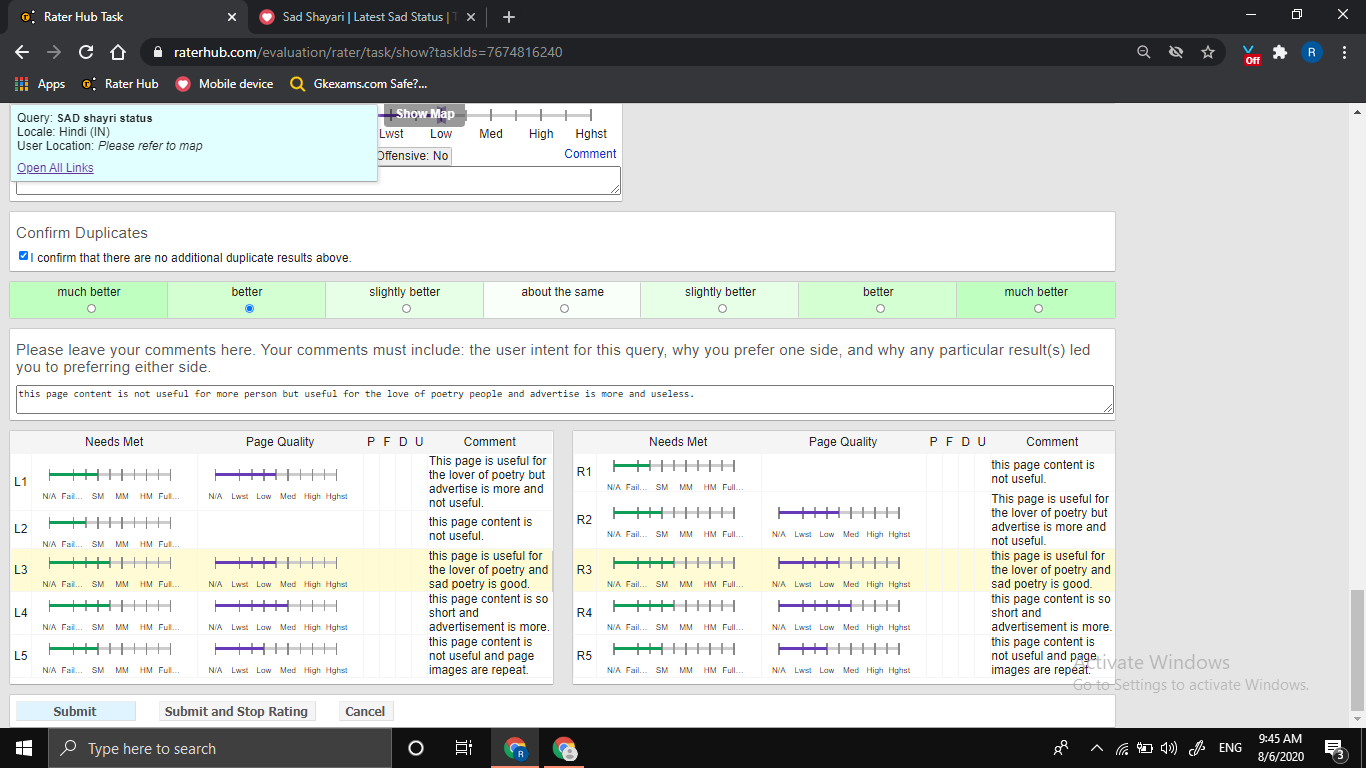 Rater Hub Task
Sad Shayari | Latest Sad Status |
raterhub.com/evaluation/rater/task/show?taskIds=7674816240
Off
R
Apps
Rater Hub
Mobile device
Gkexams.com Safe?...
Query: SAD shayri status
Locale: Hindi (IN)
User Location: Please refer to map
Open All Links
Show Map
Lwst Low Med High Hghst
Offensive: No
Comment
Confirm Duplicates
I confirm that there are no additional duplicate results above.
much better better slightly better about the same slightly better better much better
Please leave your comments here. Your comments must include: the user intent for this query, why you prefer one side, and why any particular result(s) led
you to preferring either side.
this page content is not useful for more person but useful for the love of poetry people and advertise is more and useless.
Needs Met Page Quality P F D U Comment
L1
N/A Fail... SM MM HM Full...
N/A Lwst Low Med High Hghst
This page is useful for
the lover of poetry but
advertise is more and
not useful.
L2
N/A Fail... SM MM HM Full...
this page content is
not useful.
L3
N/A Fail... SM MM HM Full...
N/A Lwst Low Med High Hghst
this page is useful for
the lover of poetry and
sad poetry is good.
L4
N/A Fail... SM MM HM Full...
N/A Lwst Low Med High Hghst
this page content is so
short and
advertisement is more.
L5
N/A Fail... SM MM HM Full...
N/A Lwst Low Med High Hghst
this page content is
not useful and page
images are repeat.
Needs Met Page Quality P F D U Comment
R1
N/A Fail... SM MM HM Full...
this page content is
not useful.
R2
N/A Fail... SM MM HM Full...
N/A Lwst Low Med High Hghst
This page is useful for
the lover of poetry but
advertise is more and
not useful.
R3
N/A Fail... SM MM HM Full...
N/A Lwst Low Med High Hghst
this page is useful for
the lover of poetry and
sad poetry is good.
R4
N/A Fail... SM MM HM Full...
N/A Lwst Low Med High Hghst
this page content is so
short and
advertisement is more.
R5
N/A Fail... SM MM HM Full...
N/A Lwst Low Med High Hghst
this page content is
not useful and page
images are repeat.
Activate Windows
Go to Settings to activate Windows.
Submit
Submit and Stop Rating
Cancel
Type here to search
R
ENG
9:45 AM
8/6/2020
3